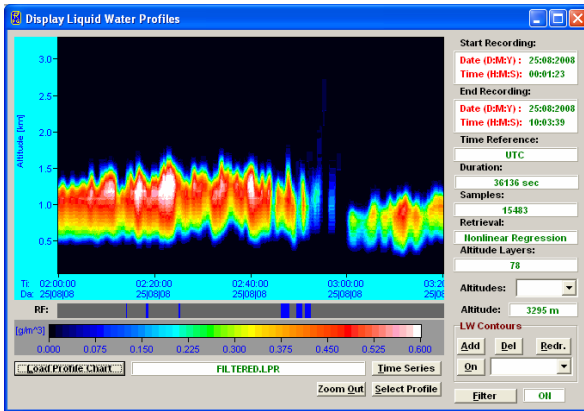 Display Liquid Water Profiles
Start Recording:
Date (D:M:Y) : 25:08:2008
Time (H:M:S): 00:01:23
End Recording:
Date (D:M:Y) : 25:08:2008
Time (H:M:S): 10:03:39
Time Reference:
UTC
Duration:
36136 sec
Samples:
15483
Retrieval:
Nonlinear Regression
Altitude Layers:
78
Altitudes:
Altitude: 3295 m
LW Contours
Add Del Redr.
On
Filter ON
Altitude [km]
3.0
2.5
2.0
1.5
1.0
0.5
Ti: 02:00:00 02:20:00 02:40:00 03:00:00 03:20
Da: 25|08|08 25|08|08 25|08|08 25|08|08 25|08
RF:
[g/m^3]
0.000 0.075 0.150 0.225 0.300 0.375 0.450 0.525 0.600
Load Profile Chart FILTERED.LPR Time Series
Zoom Out Select Profile